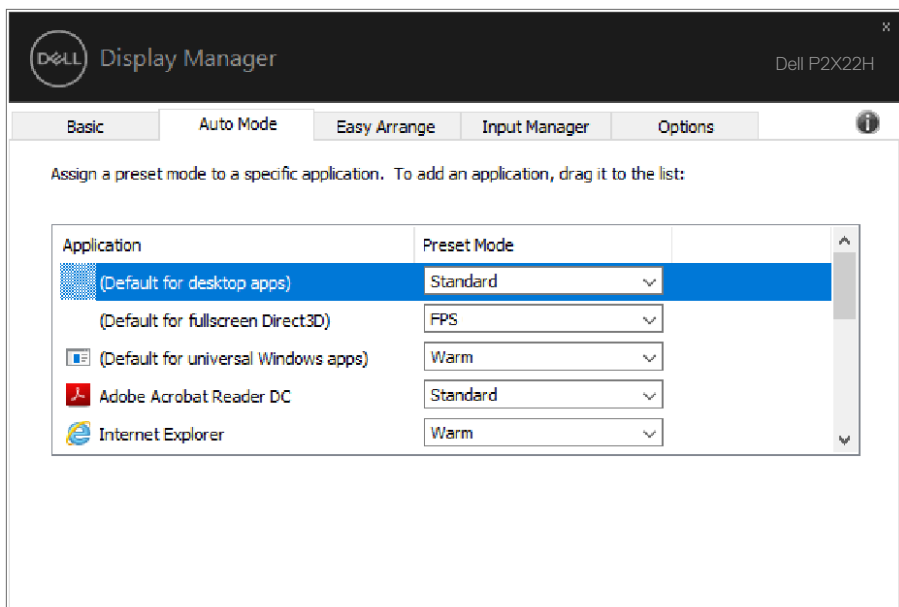 x
DELL Display Manager
Dell P2X22H
Basic Auto Mode Easy Arrange Input Manager Options
Assign a preset mode to a specific application. To add an application, drag it to the list:
Application Preset Mode
(Default for desktop apps) Standard
(Default for fullscreen Direct3D) FPS
(Default for universal Windows apps) Warm
Adobe Acrobat Reader DC Standard
Internet Explorer Warm